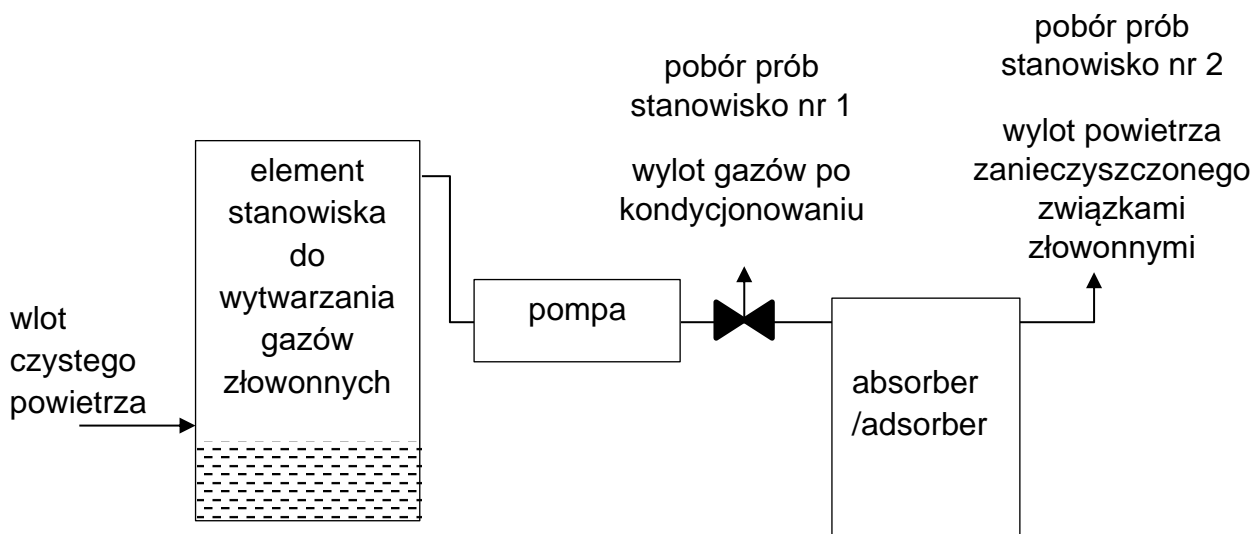 wlot
czystego
powietrza
element
stanowiska
do
wytwarzania
gazów
złowonnych
pompa
pobór prób
stanowisko nr 1
wylot gazów po
kondycjonowaniu
absorber
/adsorber
pobór prób
stanowisko nr 2
wylot powietrza
zanieczyszczonego
związkami
złowonnymi